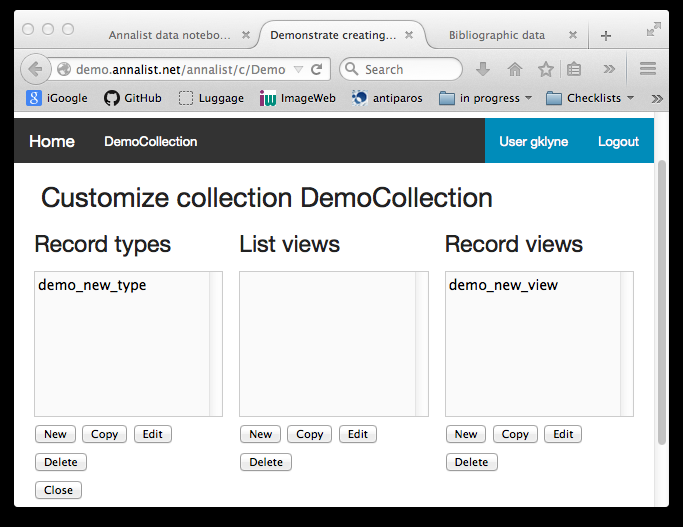 Annalist data notebo...
Demonstrate creating...
Bibliographic data
demo.annalist.net/annalist/c/Demo
Search
iGoogle
GitHub
Luggage
ImageWeb
antiparos
in progress
Checklists
Home
DemoCollection
User gklyne
Logout
Customize collection DemoCollection
Record types
List views
Record views
demo_new_type
demo_new_view
New Copy Edit
New Copy Edit
New Copy Edit
Delete
Delete
Delete
Close